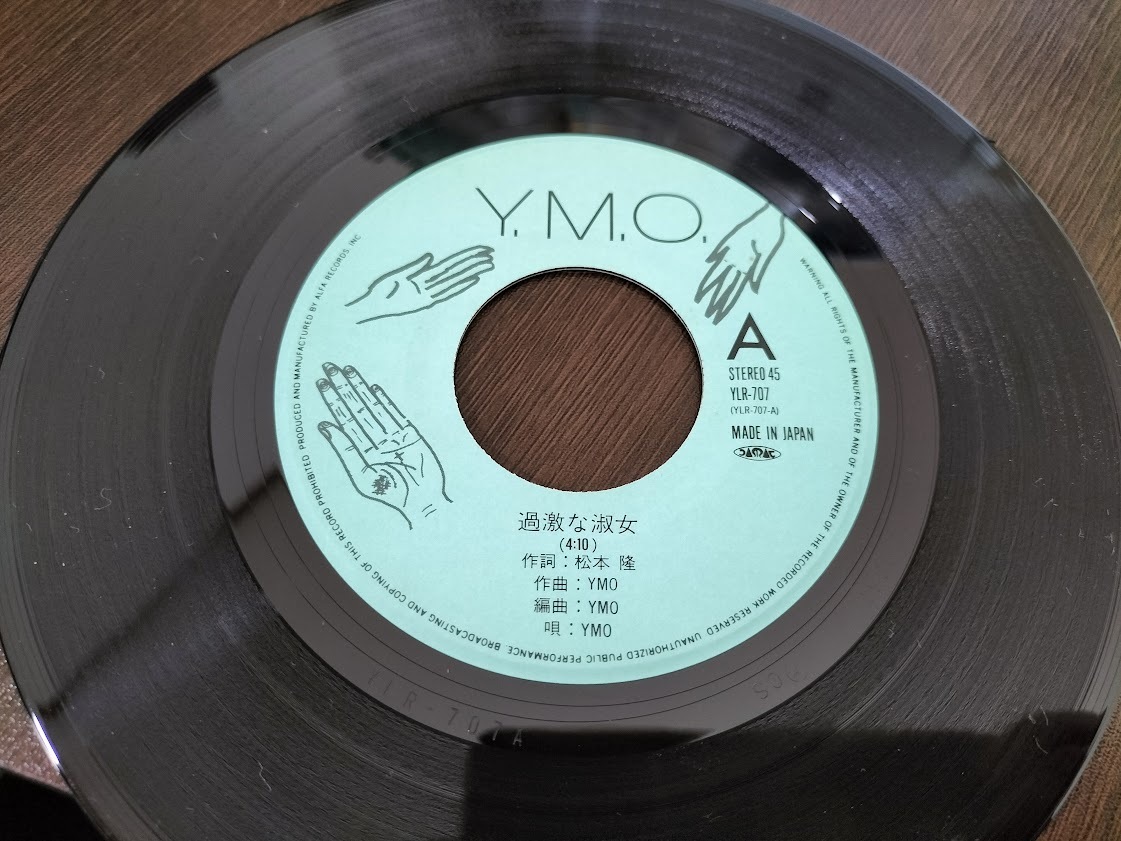 Y.M.O.
A
STEREO 45
YLR-707
(YLR-707-A)
MADE IN JAPAN
過激な淑女
(4:10)
作詞：松本 隆
作曲：YMO
編曲：YMO
唄：YMO
PRODUCED AND MANUFACTURED BY ALFA RECORDS, INC
WARNING ALL RIGHTS OF THE MANUFACTURER AND OF THE OWNER OF THE RECORDED WORK RESERVED. UNAUTHORIZED PUBLIC PERFORMANCE. BROADCASTING AND COPYING OF THIS RECORD PROHIBITED
YLR-707A